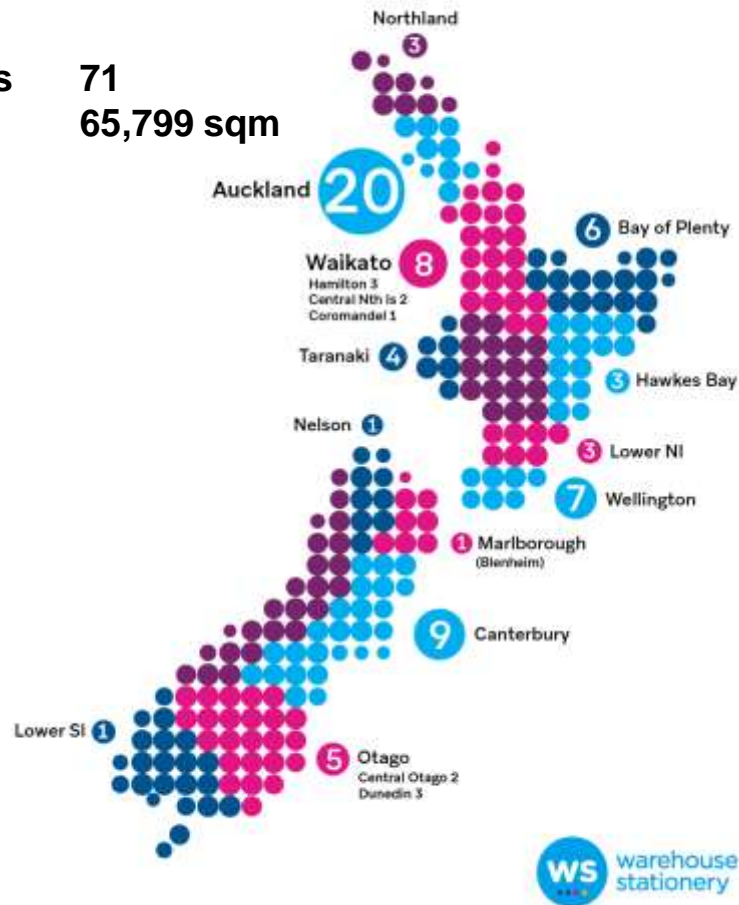 Northland
3
s 71
65,799 sqm
Auckland 20
6 Bay of Plenty
Waikato 8
Hamilton 3
Central Nth is 2
Coromandel 1
Taranaki 4
3 Hawkes Bay
Nelson 1
3 Lower NI
7 Wellington
1 Marlborough
(Blenheim)
9 Canterbury
Lower SI 1
5 Otago
Central Otago 2
Dunedin 3
ws warehouse
stationery